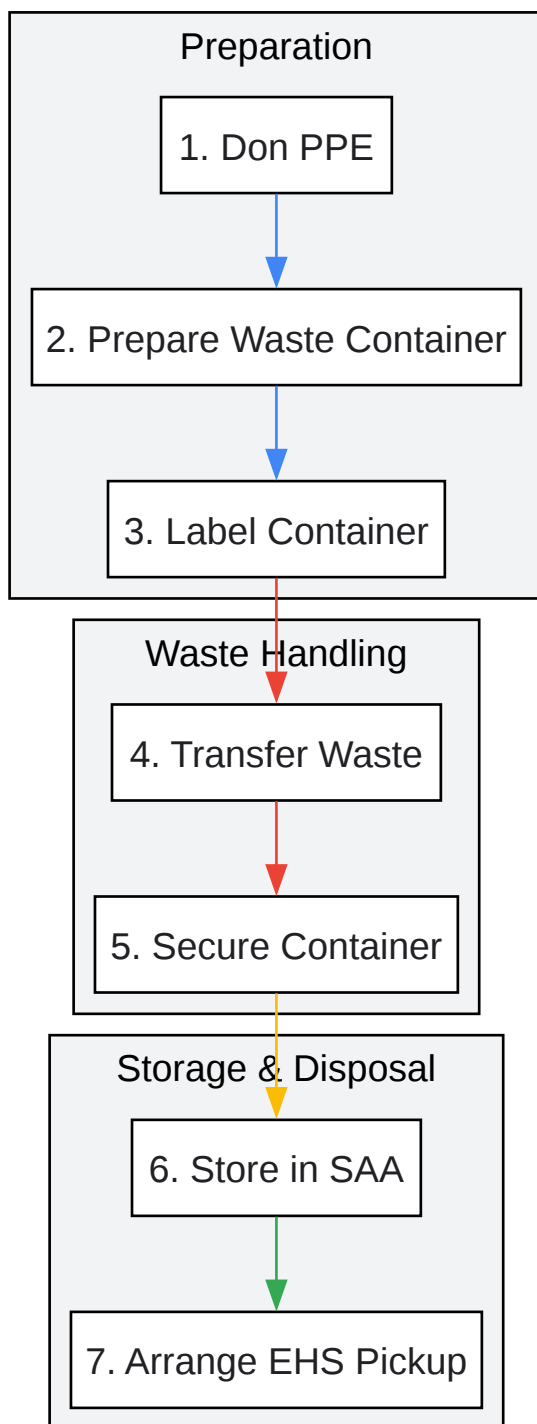 Preparation
1. Don PPE
2. Prepare Waste Container
3. Label Container
Waste Handling
4. Transfer Waste
5. Secure Container
Storage & Disposal
6. Store in SAA
7. Arrange EHS Pickup